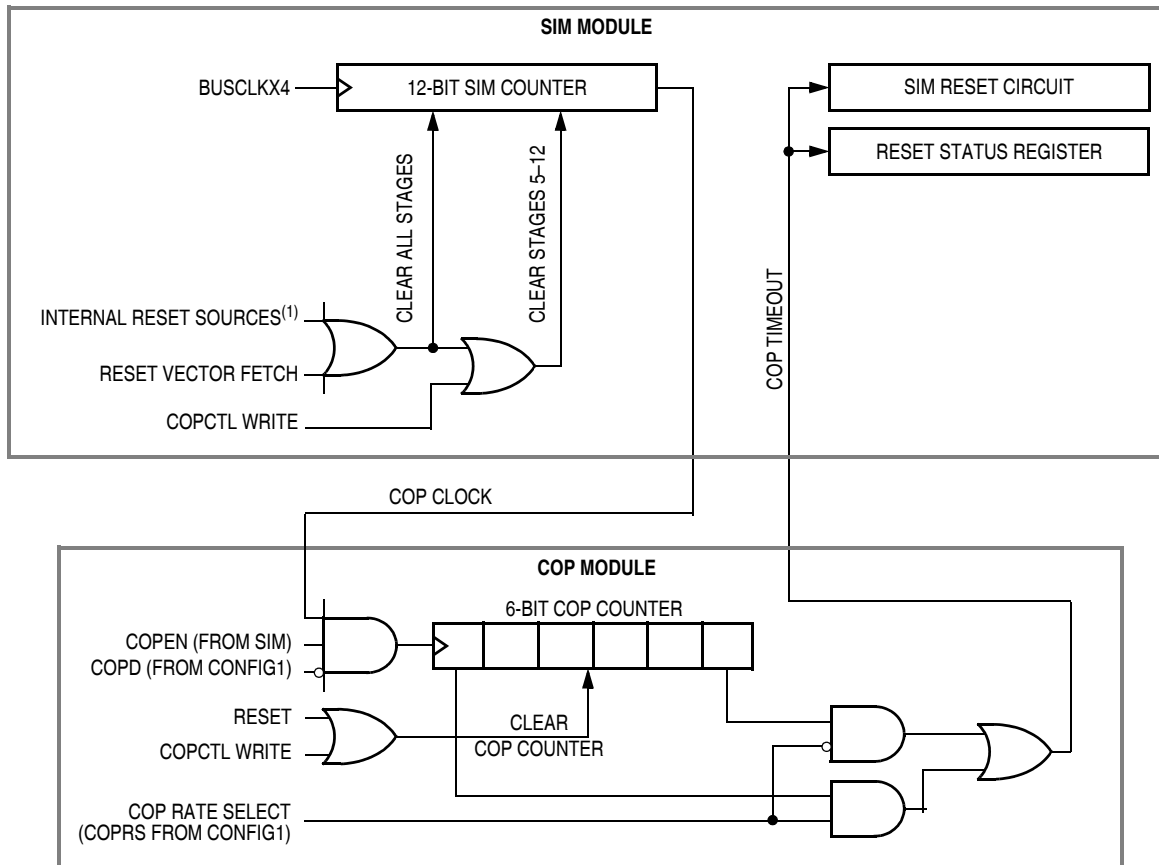 SIM MODULE
BUSCLKX4
12-BIT SIM COUNTER
SIM RESET CIRCUIT
RESET STATUS REGISTER
CLEAR ALL STAGES
CLEAR STAGES 5–12
COP TIMEOUT
INTERNAL RESET SOURCES(1)
RESET VECTOR FETCH
COPCTL WRITE
COP CLOCK
COP MODULE
6-BIT COP COUNTER
COPEN (FROM SIM)
COPD (FROM CONFIG1)
RESET
COPCTL WRITE
CLEAR
COP COUNTER
COP RATE SELECT
(COPRS FROM CONFIG1)